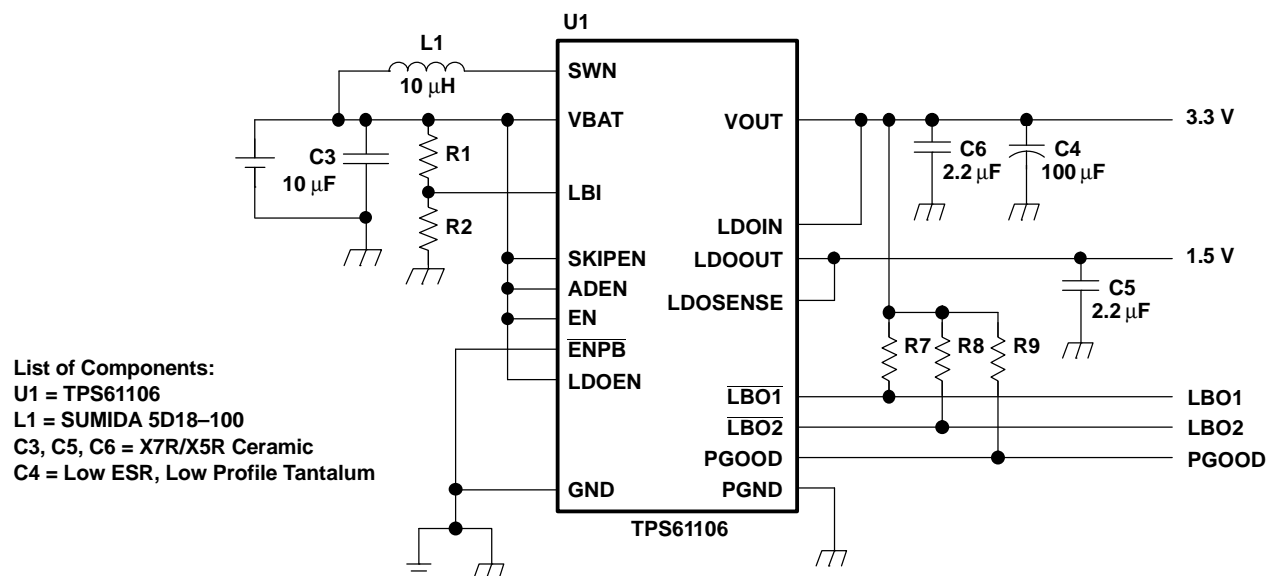 U1
L1
10 μH
SWN
VBAT
VOUT
3.3 V
C3
10 μF
R1
C6
2.2 μF
C4
100 μF
LBI
R2
LDOIN
SKIPEN
LDOOUT
1.5 V
ADEN
LDOSENSE
C5
2.2 μF
EN
ENPB
R7
R8
R9
LDOEN
List of Components:
U1 = TPS61106
L1 = SUMIDA 5D18–100
C3, C5, C6 = X7R/X5R Ceramic
C4 = Low ESR, Low Profile Tantalum
LBO1
LBO1
LBO2
LBO2
PGOOD
PGOOD
GND
PGND
TPS61106